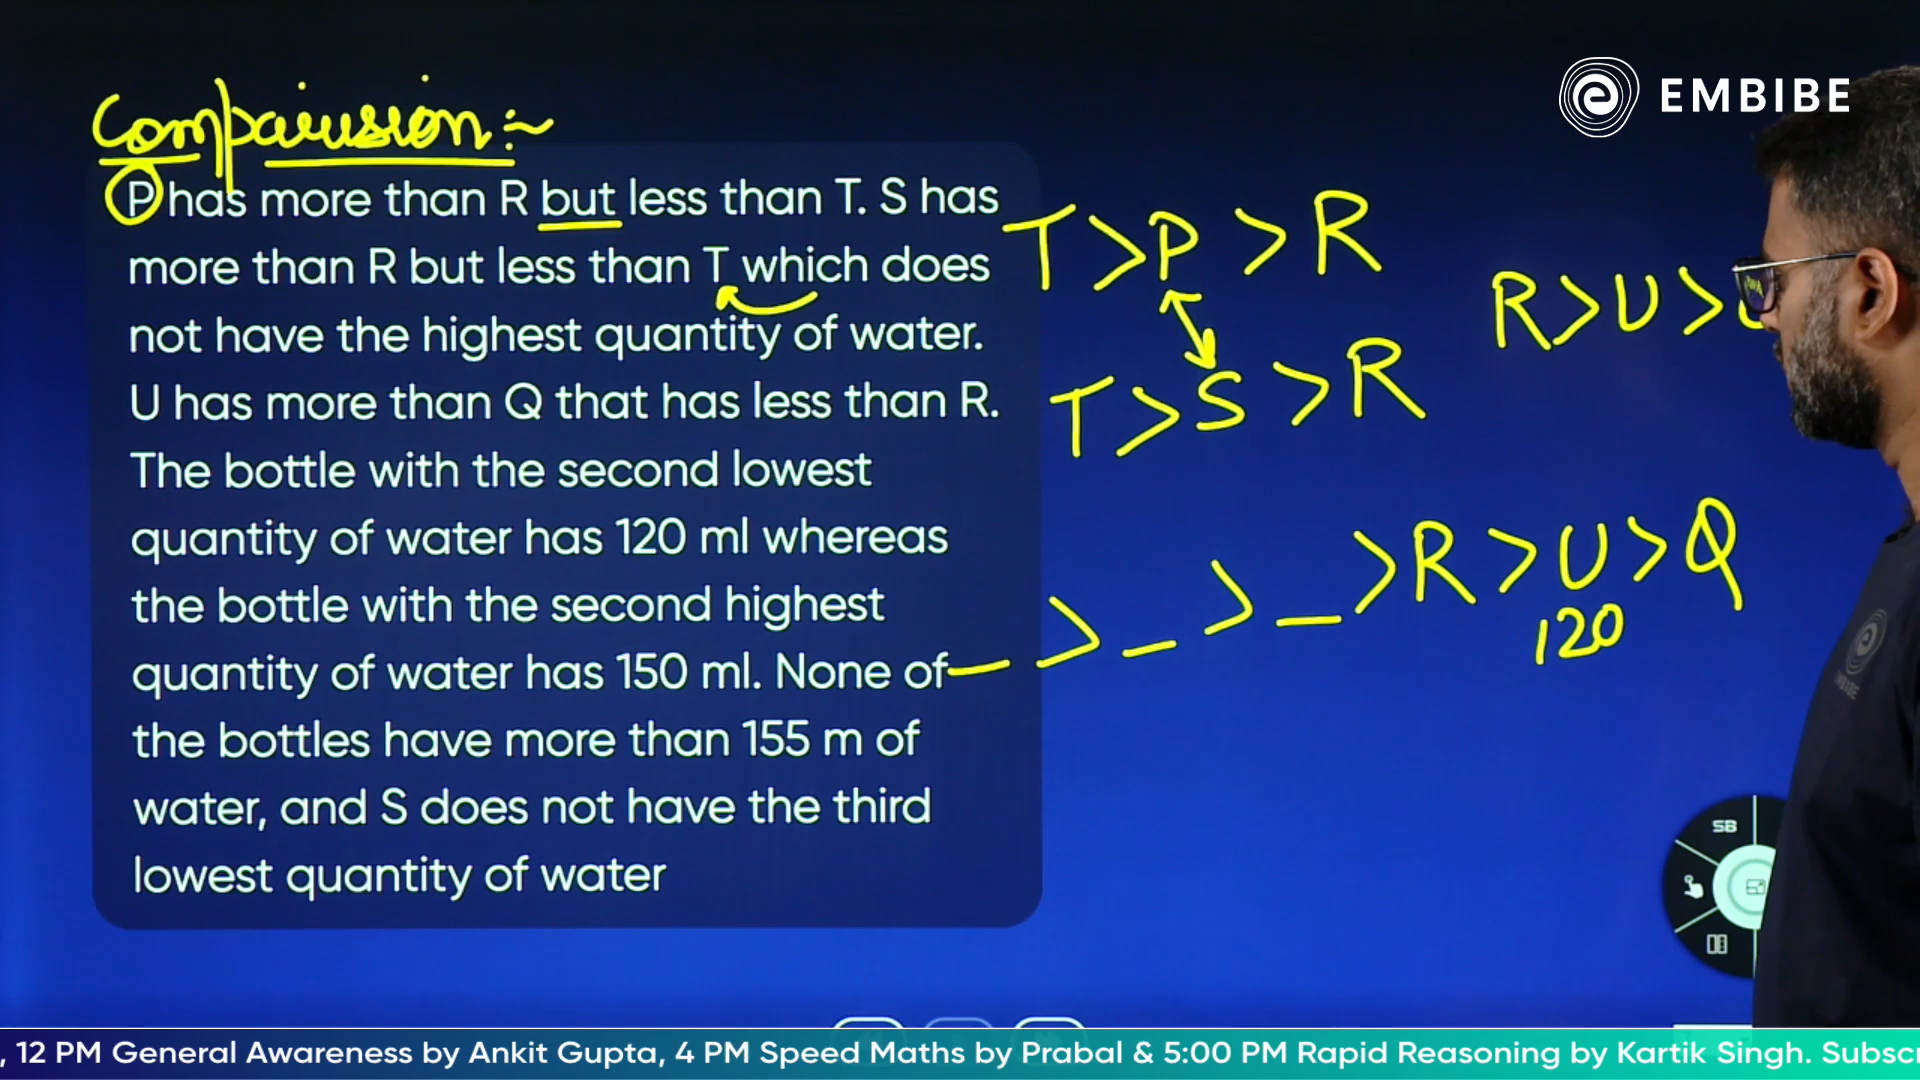 EMBIBE
Compairision :~
P has more than R but less than T. S has
more than R but less than T which does
not have the highest quantity of water.
U has more than Q that has less than R.
The bottle with the second lowest
quantity of water has 120 ml whereas
the bottle with the second highest
quantity of water has 150 ml. None of
the bottles have more than 155 m of
water, and S does not have the third
lowest quantity of water
T > P > R
R > U >
T > S > R
_ > _ > _ > R > U > Q
120
SB
EMBIBE
, 12 PM General Awareness by Ankit Gupta, 4 PM Speed Maths by Prabal & 5:00 PM Rapid Reasoning by Kartik Singh. Subscr